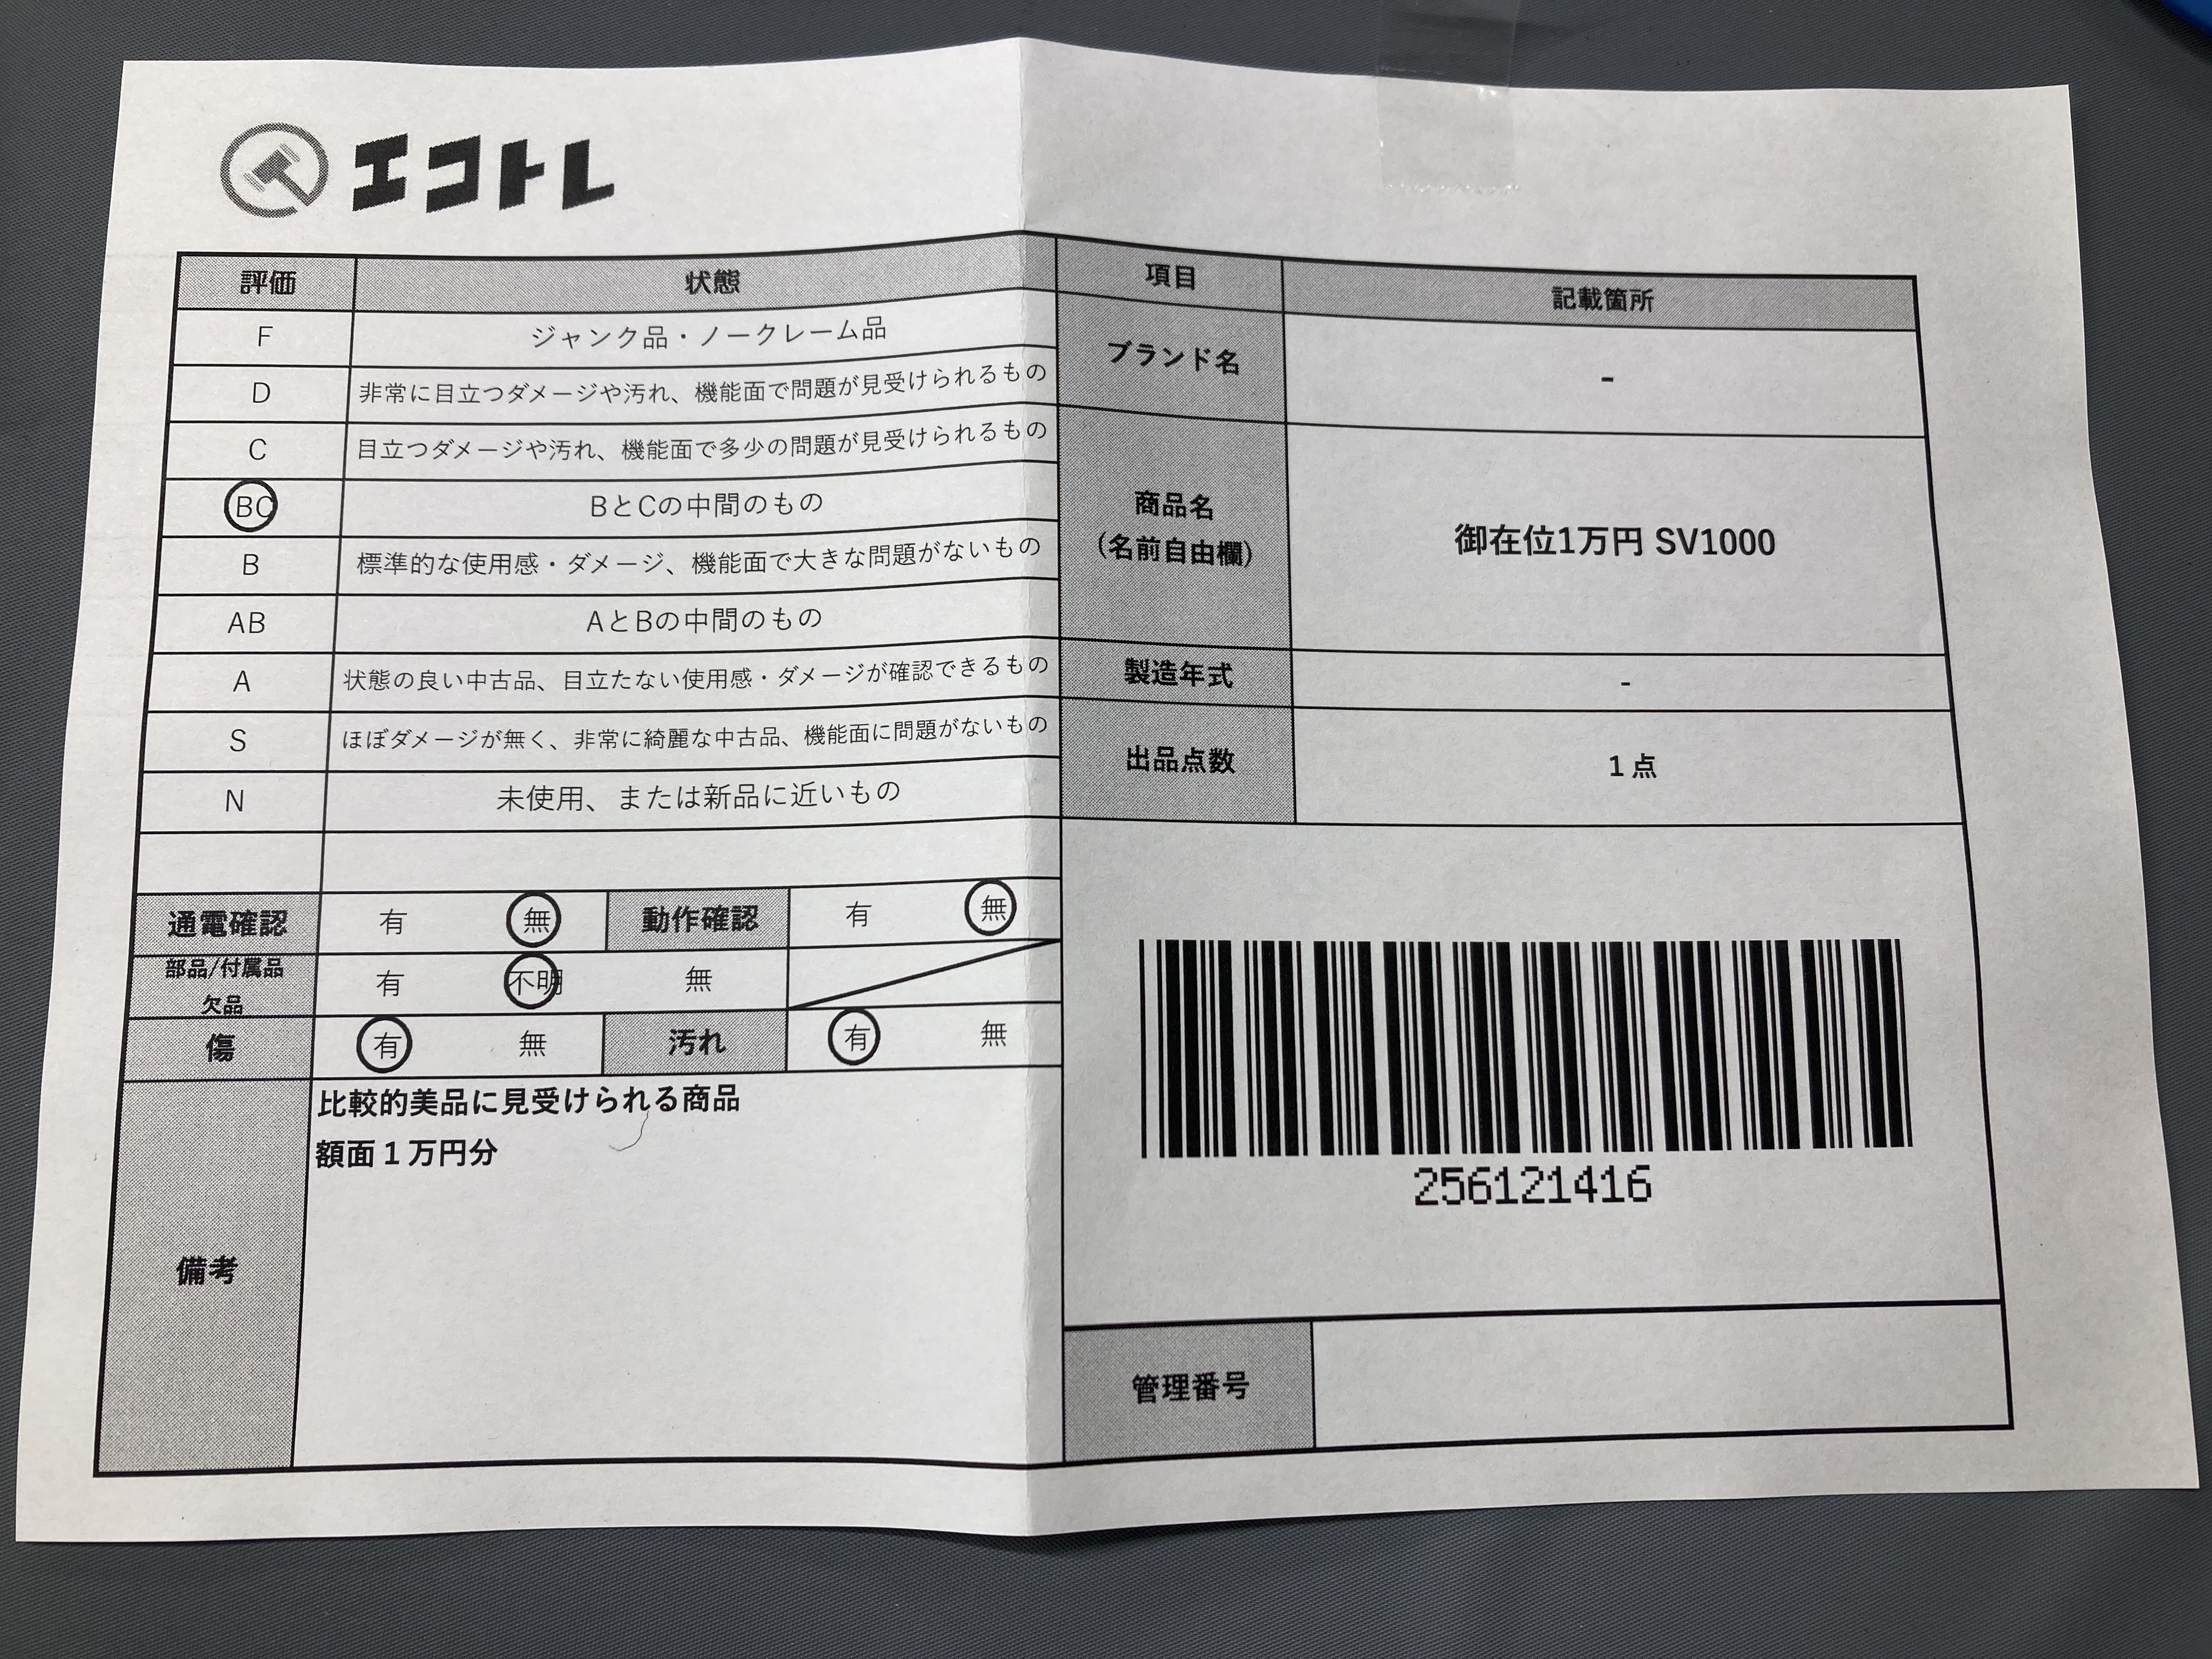 エコトレ
評価 状態
F ジャンク品・ノークレーム品
D 非常に目立つダメージや汚れ、機能面で問題が見受けられるもの
C 目立つダメージや汚れ、機能面で多少の問題が見受けられるもの
BC BとCの中間のもの
B 標準的な使用感・ダメージ、機能面で大きな問題がないもの
AB AとBの中間のもの
A 状態の良い中古品、目立たない使用感・ダメージが確認できるもの
S ほぼダメージが無く、非常に綺麗な中古品、機能面に問題がないもの
N 未使用、または新品に近いもの
通電確認 有 無 動作確認 有 無
部品/付属品
欠品
有 不明 無
傷 有 無 汚れ 有 無
備考
比較的美品に見受けられる商品
額面1万円分
項目 記載箇所
ブランド名 -
商品名
(名前自由欄)
御在位1万円 SV1000
製造年式 -
出品点数 1点
256121416
管理番号